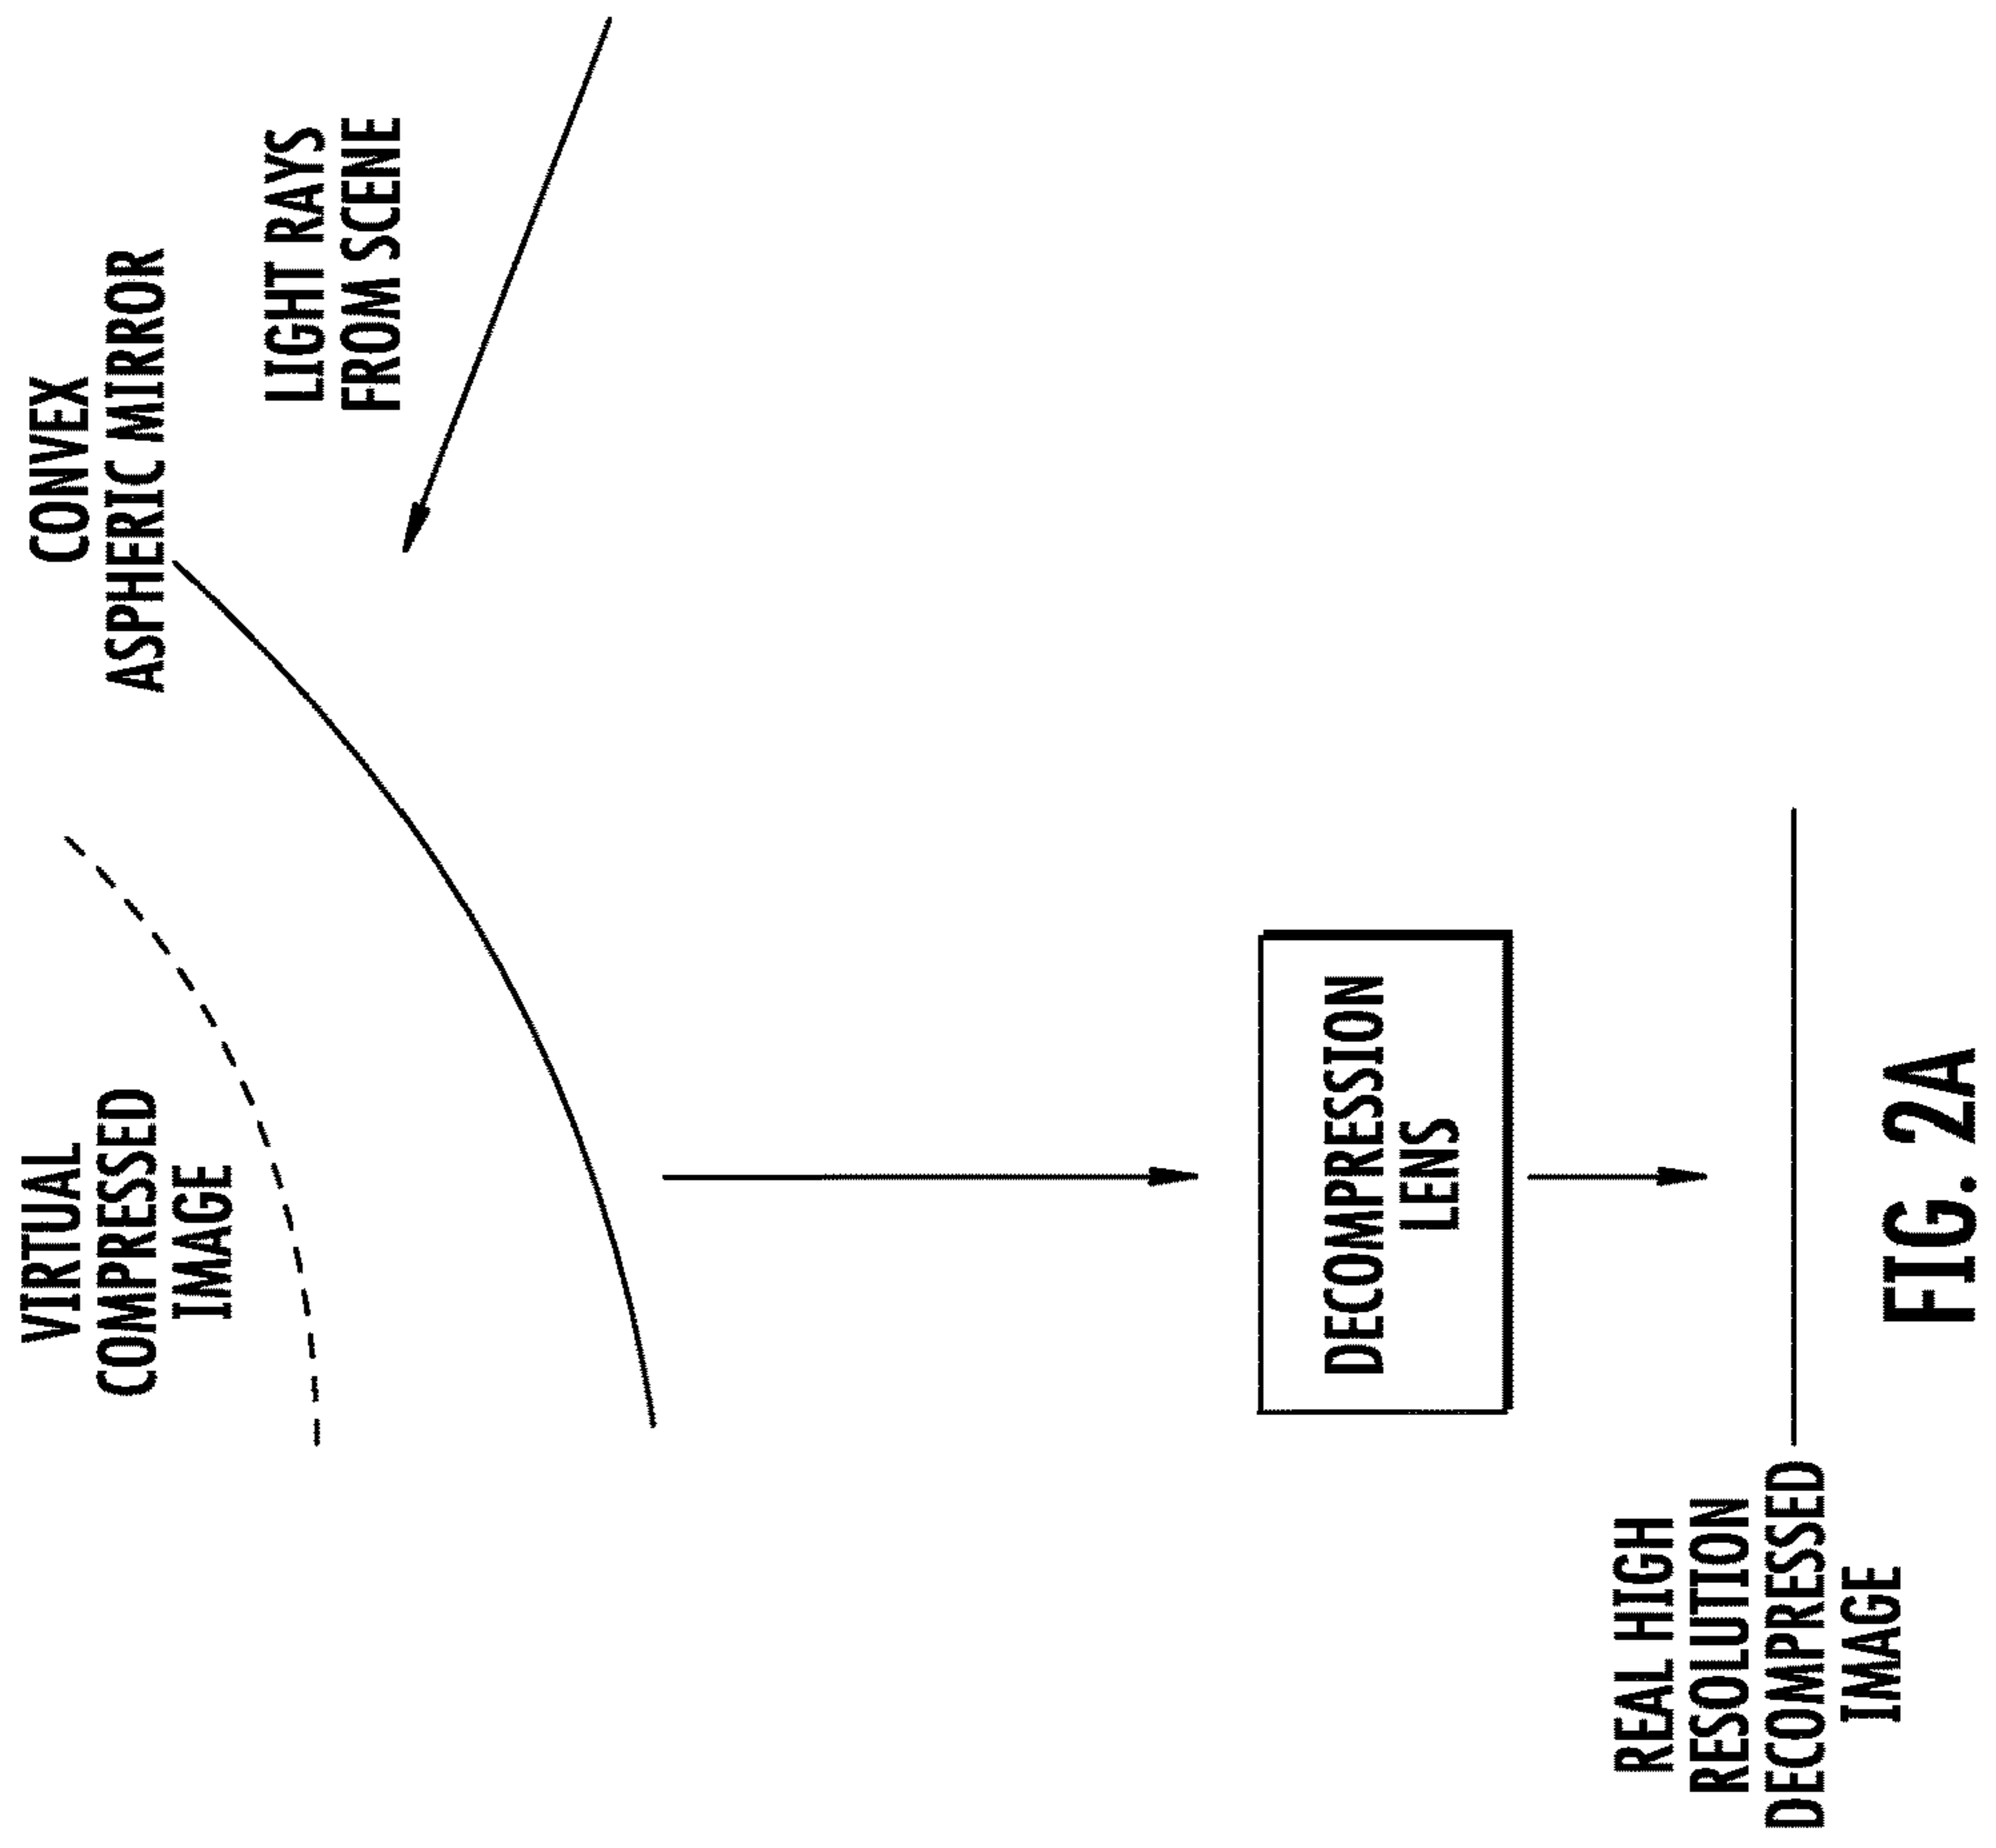 VIRTUAL
COMPRESSED
IMAGE
CONVEX
ASPHERIC MIRROR
LIGHT RAYS
FROM SCENE
DECOMPRESSION
LENS
REAL HIGH
RESOLUTION
DECOMPRESSED
IMAGE
FIG. 2A